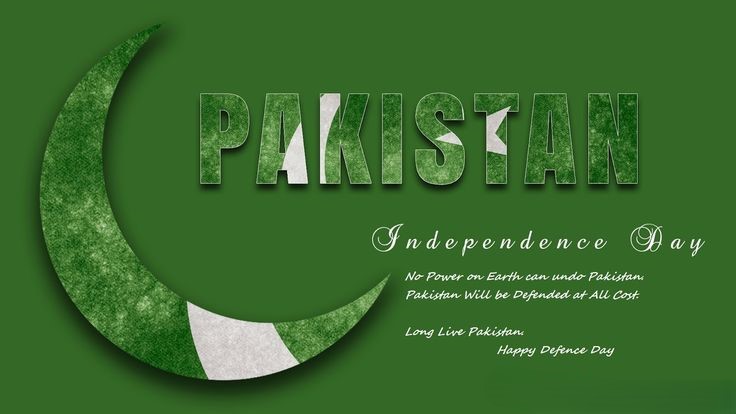 PAKISTAN
Independence Day
No Power on Earth can undo Pakistan.
Pakistan Will be Defended at All Cost.
Long Live Pakistan.
Happy Defence Day